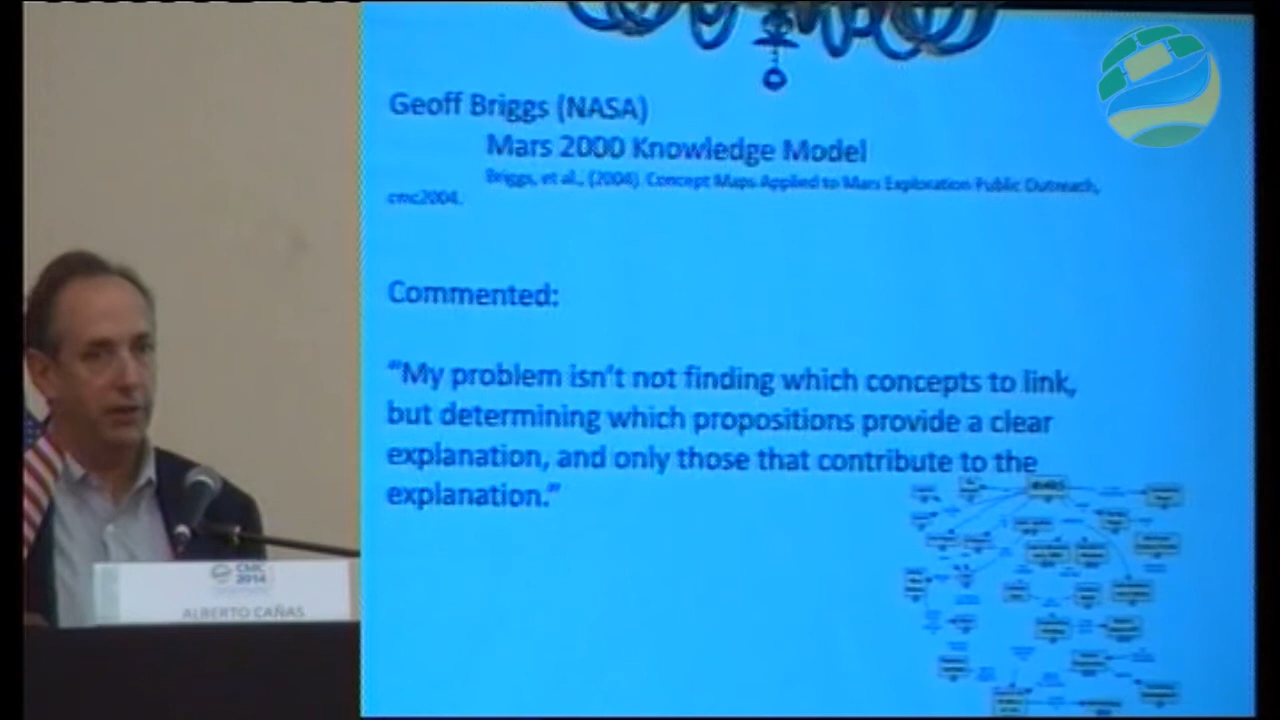 Geoff Briggs (NASA)
Mars 2000 Knowledge Model
Briggs, et al., (2004). Concept Maps Applied to Mars Exploration Public Outreach,
cmc2004.
Commented:
“My problem isn’t not finding which concepts to link,
but determining which propositions provide a clear
explanation, and only those that contribute to the
explanation.”
CMC
2014
ALBERTO CAÑAS